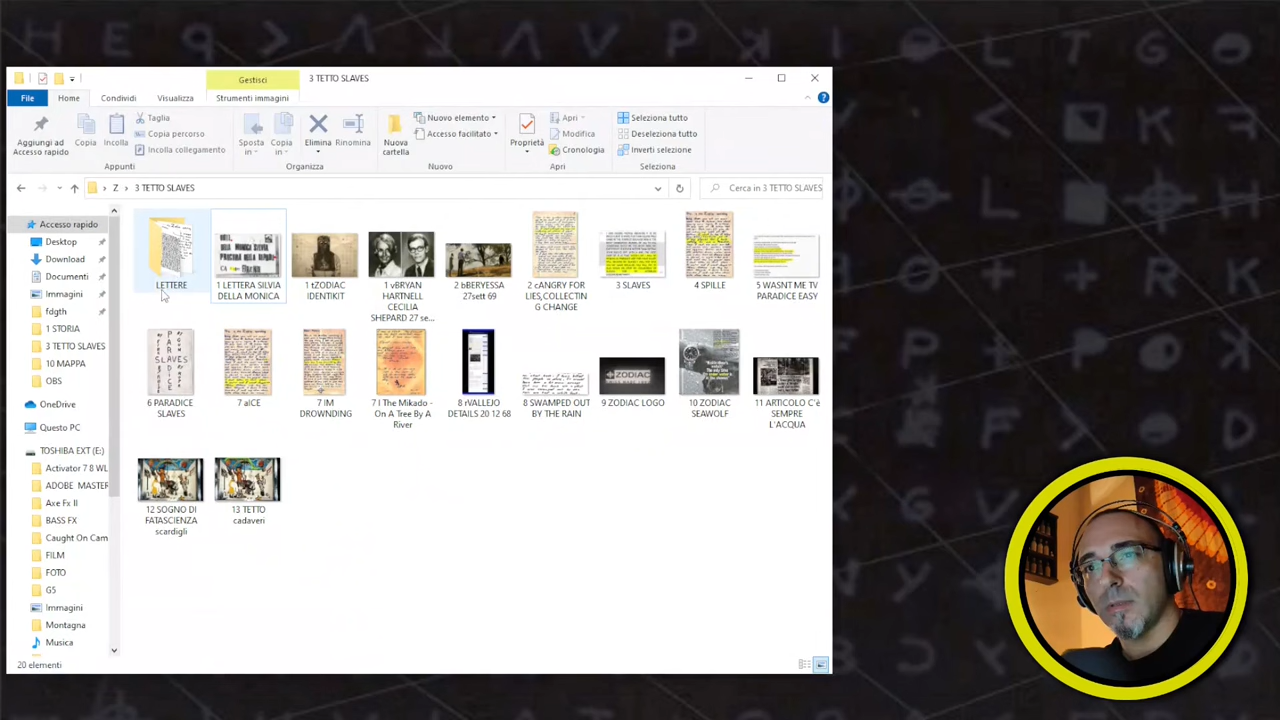 Gestisci
3 TETTO SLAVES
File
Home
Condividi
Visualizza
Strumenti immagini
Aggiungi ad
Accesso rapido
Copia
Incolla
Taglia
Copia percorso
Incolla collegamento
Appunti
Sposta
in
Copia
in
Elimina
Rinomina
Organizza
Nuova
cartella
Nuovo elemento
Accesso facilitato
Nuovo
Proprietà
Apri
Modifica
Cronologia
Apri
Seleziona tutto
Deseleziona tutto
Inverti selezione
Seleziona
Z > 3 TETTO SLAVES
Cerca in 3 TETTO SLAVES
Accesso rapido
Desktop
Download
Documenti
Immagini
fdgth
1 STORIA
3 TETTO SLAVES
10 MAPPA
OBS
OneDrive
Questo PC
TOSHIBA EXT (E:)
Activator 7 8 WL
ADOBE MASTER
Axe Fx II
BASS FX
Caught On Cam
FILM
FOTO
G5
Immagini
Montagna
Musica
LETTERE
1 LETTERA SILVIA
DELLA MONICA
1 tZODIAC
IDENTIKIT
1 vBRYAN
HARTNELL
CECILIA
SHEPARD 27 se...
2 bBERYESSA
27sett 69
2 cANGRY FOR
LIES,COLLECTIN
G CHANGE
3 SLAVES
4 SPILLE
5 WASNT ME TV
PARADICE EASY
6 PARADICE
SLAVES
7 aICE
7 IM
DROWNDING
7 l The Mikado -
On A Tree By A
River
8 rVALLEJO
DETAILS 20 12 68
8 SWAMPED OUT
BY THE RAIN
9 ZODIAC LOGO
10 ZODIAC
SEAWOLF
11 ARTICOLO C'è
SEMPRE
L'ACQUA
12 SOGNO DI
FATASCIENZA
scardigli
13 TETTO
cadaveri
20 elementi
ZODIAC
PARADICE
SLAVES